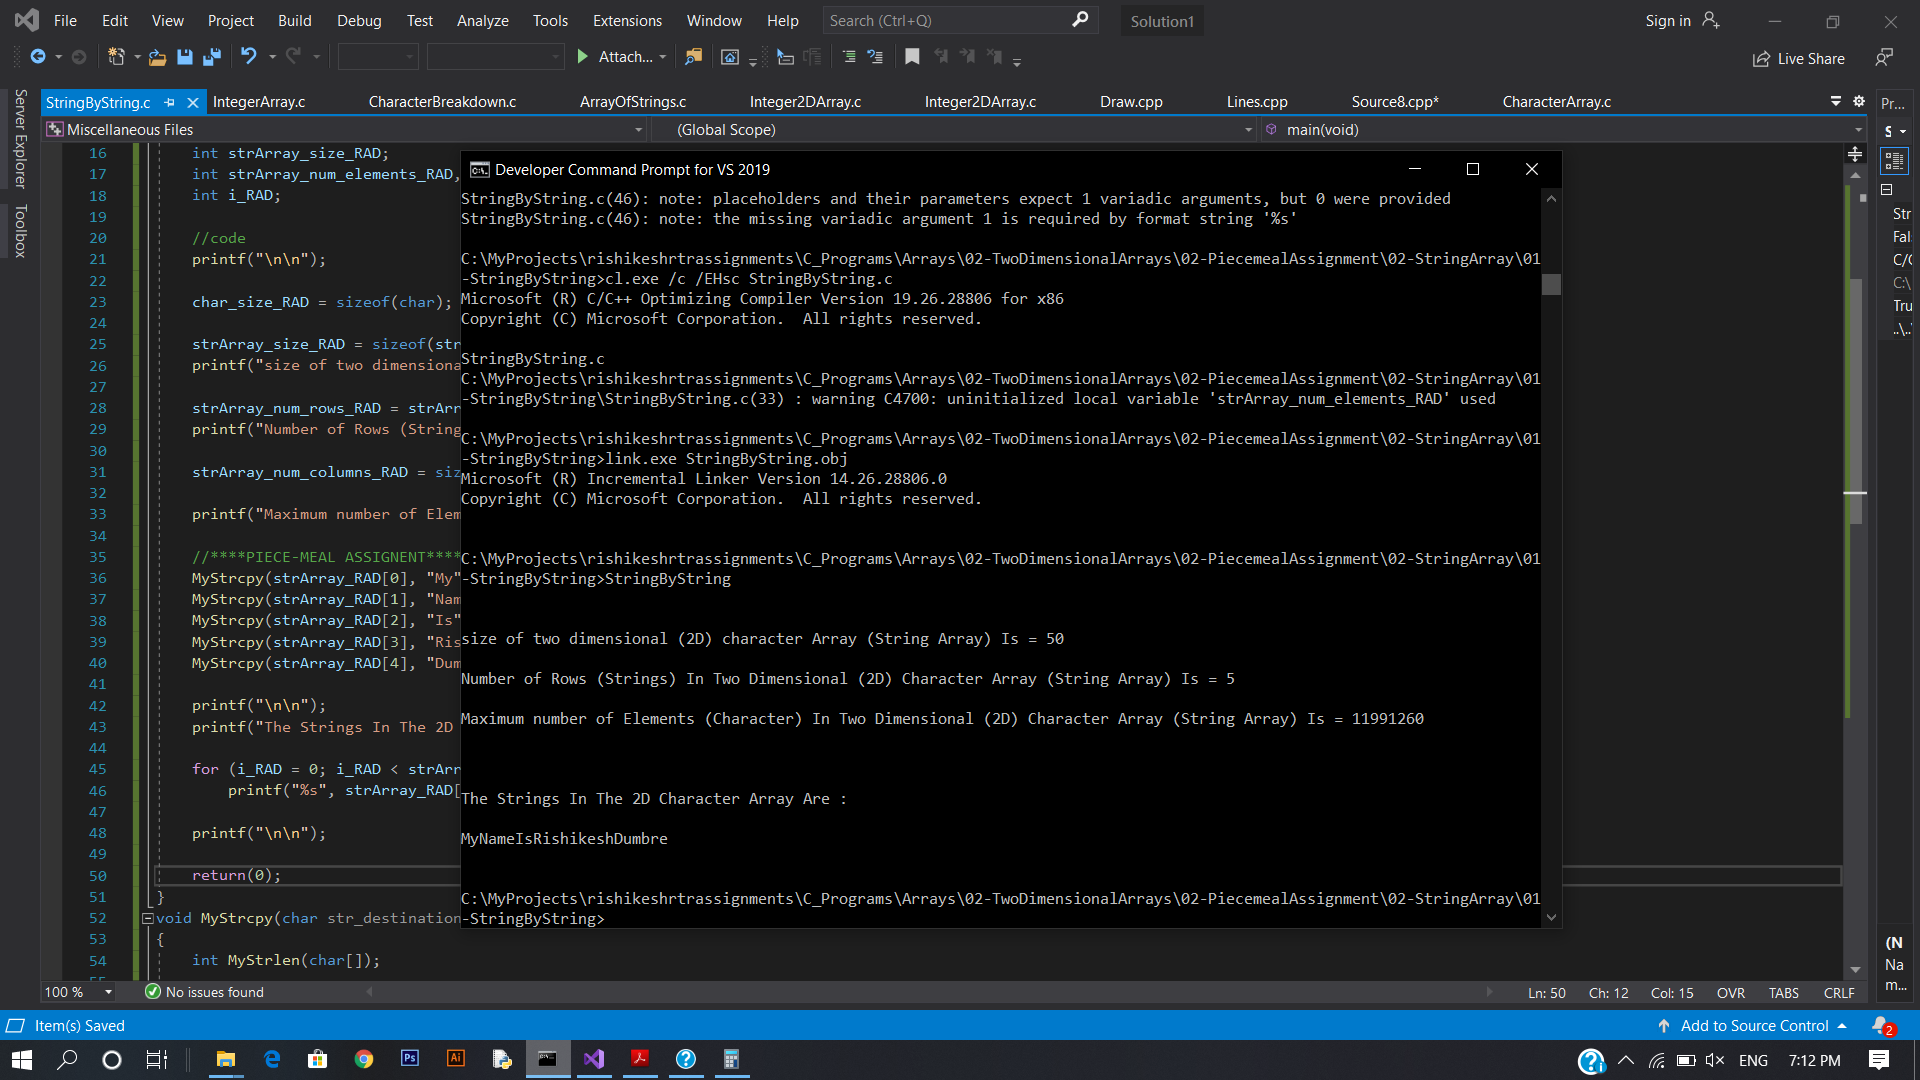 File Edit View Project Build Debug Test Analyze Tools Extensions Window Help Search (Ctrl+Q) Solution1 Sign in
Attach... Live Share
StringByString.c IntegerArray.c CharacterBreakdown.c ArrayOfStrings.c Integer2DArray.c Integer2DArray.c Draw.cpp Lines.cpp Source8.cpp* CharacterArray.c Pr...
Miscellaneous Files (Global Scope) main(void) S
Server Explorer
Toolbox
16 int strArray_size_RAD;
17 int strArray_num_elements_RAD,
18 int i_RAD;
19
20 //code
21 printf("\n\n");
22
23 char_size_RAD = sizeof(char);
24
25 strArray_size_RAD = sizeof(str
26 printf("size of two dimensiona
27
28 strArray_num_rows_RAD = strArr
29 printf("Number of Rows (String
30
31 strArray_num_columns_RAD = siz
32
33 printf("Maximum number of Elem
34
35 //****PIECE-MEAL ASSIGNENT****
36 MyStrcpy(strArray_RAD[0], "My"
37 MyStrcpy(strArray_RAD[1], "Nam
38 MyStrcpy(strArray_RAD[2], "Is"
39 MyStrcpy(strArray_RAD[3], "Ris
40 MyStrcpy(strArray_RAD[4], "Dum
41
42 printf("\n\n");
43 printf("The Strings In The 2D
44
45 for (i_RAD = 0; i_RAD < strArr
46 printf("%s", strArray_RAD[
47
48 printf("\n\n");
49
50 return(0);
51 }
52 void MyStrcpy(char str_destination
53 {
54 int MyStrlen(char[]);
Developer Command Prompt for VS 2019
StringByString.c(46): note: placeholders and their parameters expect 1 variadic arguments, but 0 were provided
StringByString.c(46): note: the missing variadic argument 1 is required by format string '%s'
C:\MyProjects\rishikeshrtrassignments\C_Programs\Arrays\02-TwoDimensionalArrays\02-PiecemealAssignment\02-StringArray\01
-StringByString>cl.exe /c /EHsc StringByString.c
Microsoft (R) C/C++ Optimizing Compiler Version 19.26.28806 for x86
Copyright (C) Microsoft Corporation.  All rights reserved.
StringByString.c
C:\MyProjects\rishikeshrtrassignments\C_Programs\Arrays\02-TwoDimensionalArrays\02-PiecemealAssignment\02-StringArray\01
-StringByString\StringByString.c(33) : warning C4700: uninitialized local variable 'strArray_num_elements_RAD' used
C:\MyProjects\rishikeshrtrassignments\C_Programs\Arrays\02-TwoDimensionalArrays\02-PiecemealAssignment\02-StringArray\01
-StringByString>link.exe StringByString.obj
Microsoft (R) Incremental Linker Version 14.26.28806.0
Copyright (C) Microsoft Corporation.  All rights reserved.
C:\MyProjects\rishikeshrtrassignments\C_Programs\Arrays\02-TwoDimensionalArrays\02-PiecemealAssignment\02-StringArray\01
-StringByString>StringByString
size of two dimensional (2D) character Array (String Array) Is = 50
Number of Rows (Strings) In Two Dimensional (2D) Character Array (String Array) Is = 5
Maximum number of Elements (Character) In Two Dimensional (2D) Character Array (String Array) Is = 11991260
The Strings In The 2D Character Array Are :
MyNameIsRishikeshDumbre
C:\MyProjects\rishikeshrtrassignments\C_Programs\Arrays\02-TwoDimensionalArrays\02-PiecemealAssignment\02-StringArray\01
-StringByString>
Str
Fal
C/C
C:\
Tru
..\..
(N
Na
m...
100 % No issues found Ln: 50 Ch: 12 Col: 15 OVR TABS CRLF
Item(s) Saved Add to Source Control 2
Ps Ai ENG 7:12 PM